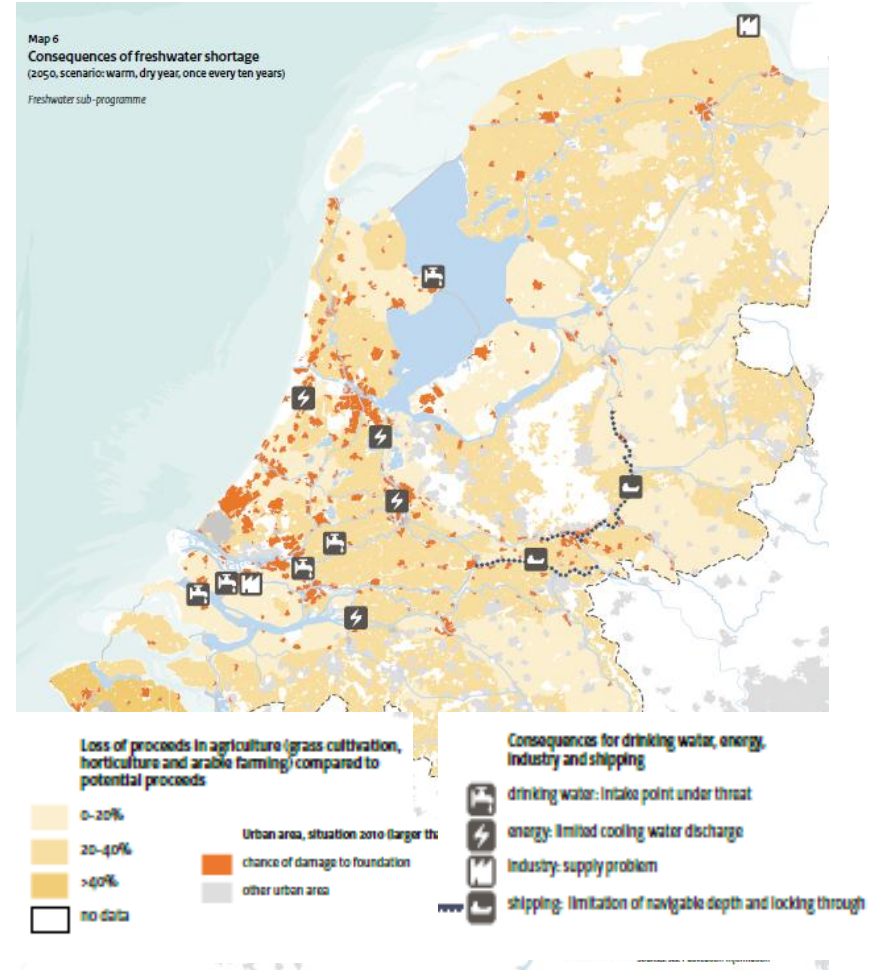 Map 6
Consequences of freshwater shortage
(2050, scenario: warm, dry year, once every ten years)
Freshwater sub-programme
Loss of proceeds in agriculture (grass cultivation,
horticulture and arable farming) compared to
potential proceeds
0-20%
20-40%
>40%
no data
Urban area, situation 2010 (larger tha
chance of damage to foundation
other urban area
Consequences for drinking water, energy,
industry and shipping
drinking water: intake point under threat
energy: limited cooling water discharge
industry: supply problem
shipping: limitation of navigable depth and locking through